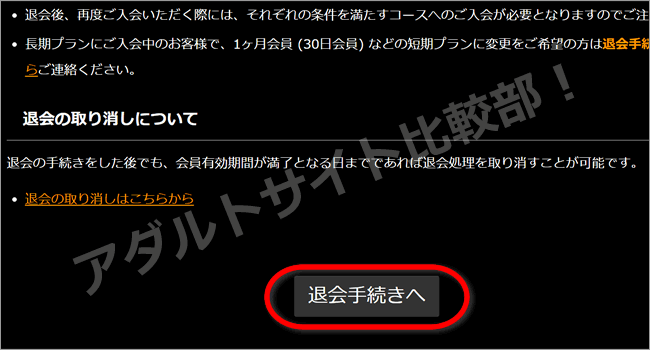 • 退会後、再度ご入会いただく際には、それぞれの条件を満たすコースへのご入会が必要となりますのでご注
• 長期プランにご入会中のお客様で、1ヶ月会員 (30日会員) などの短期プランに変更をご希望の方は退会手続
らご連絡ください。
退会の取り消しについて
退会の手続きをした後でも、会員有効期間が満了となる日までであれば退会処理を取り消すことが可能です。
• 退会の取り消しはこちらから
アダルトサイト比較部！
退会手続きへ